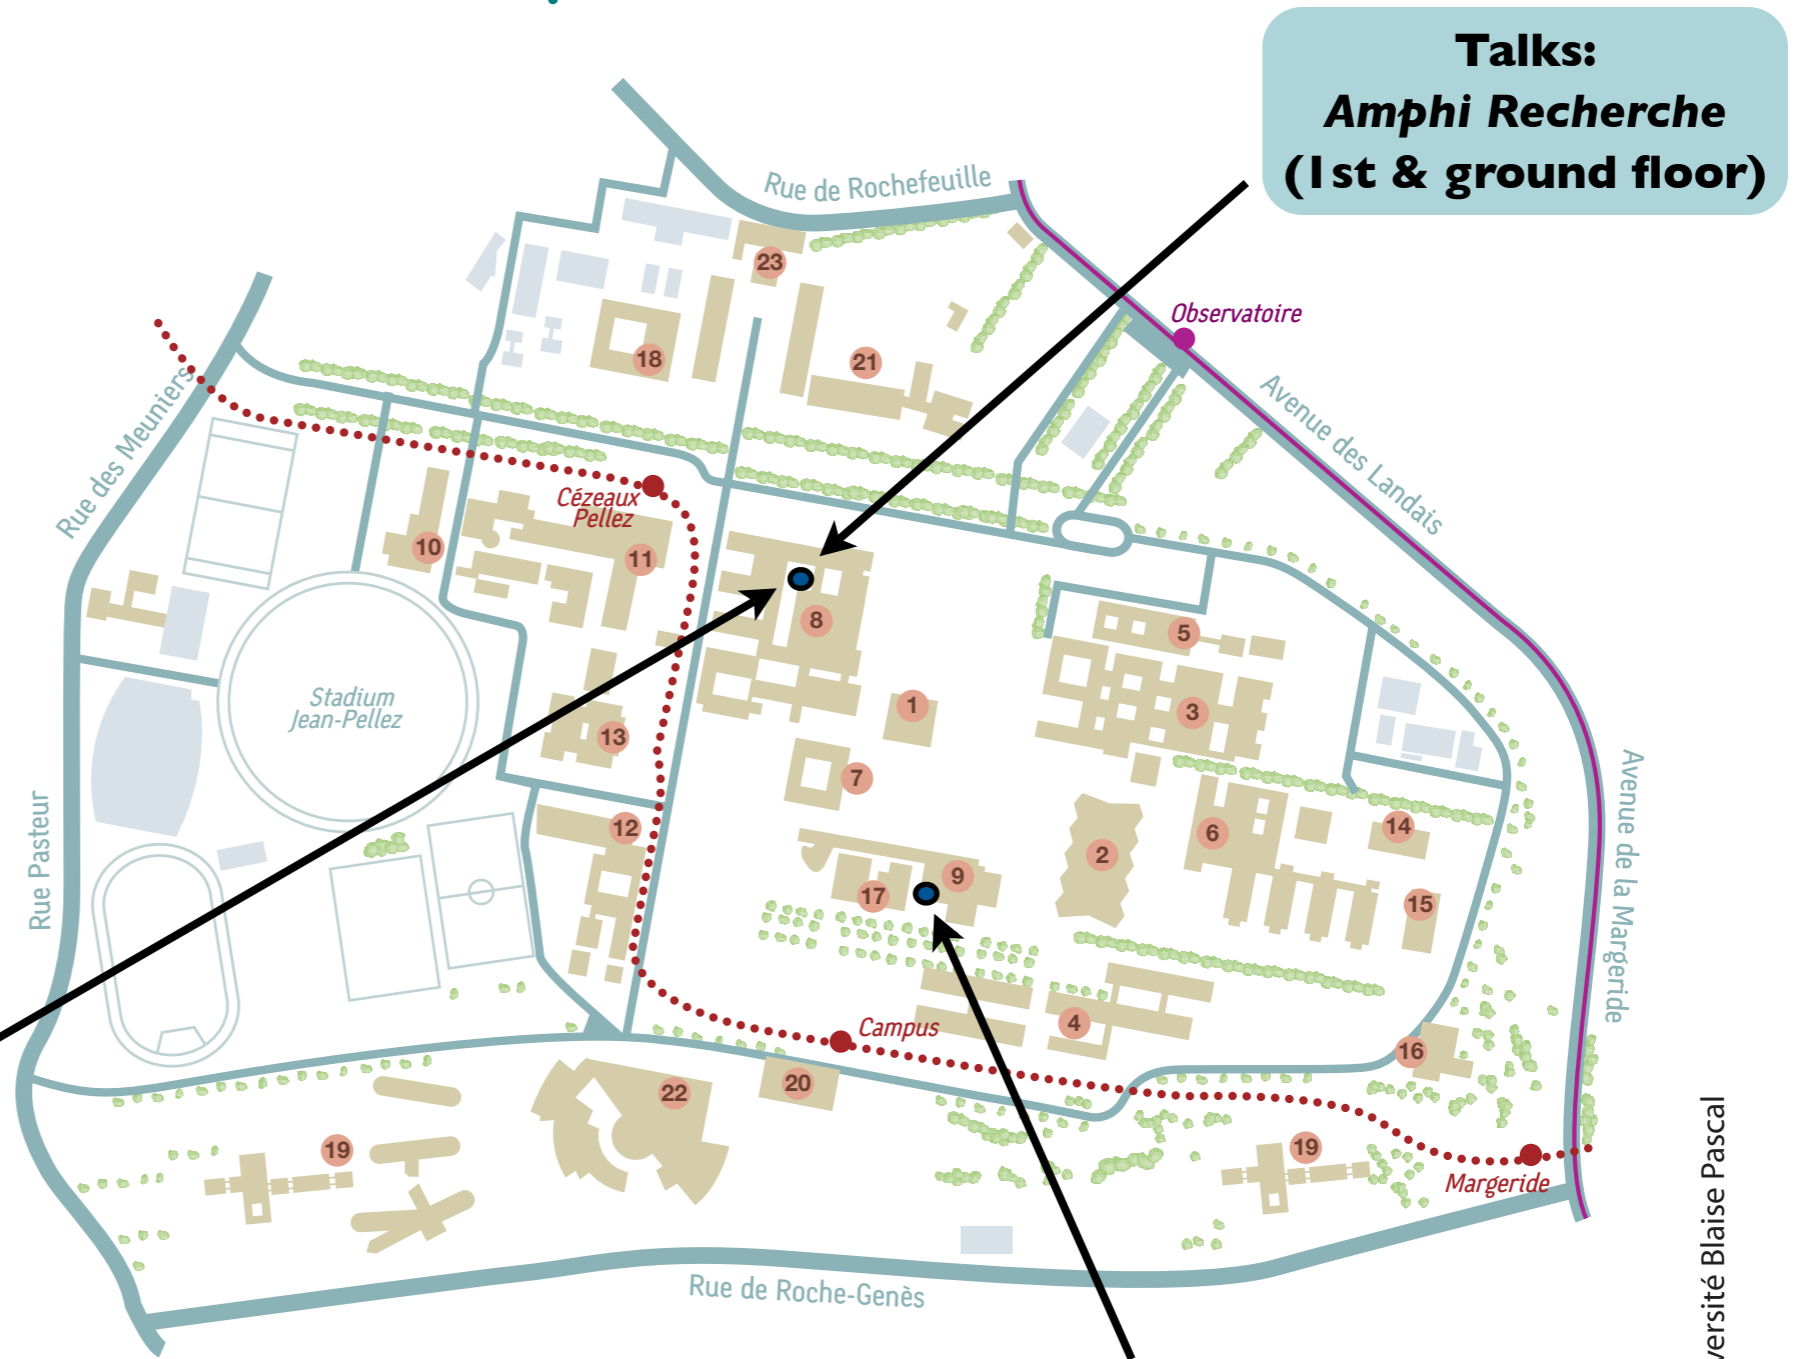 Talks:
Amphi Recherche
(1st & ground floor)
Rue de Rochefeuille
23
Observatoire
18
21
Avenue des Landais
Rue des Meuniers
Cézeaux
Pellez
10
11
8
5
Stadium
Jean-Pellez
1
3
13
7
Avenue de la Margeride
Rue Pasteur
12
14
6
2
9
17
15
Campus
4
16
20
22
19
19
Margeride
Rue de Roche-Genès
versité Blaise Pascal